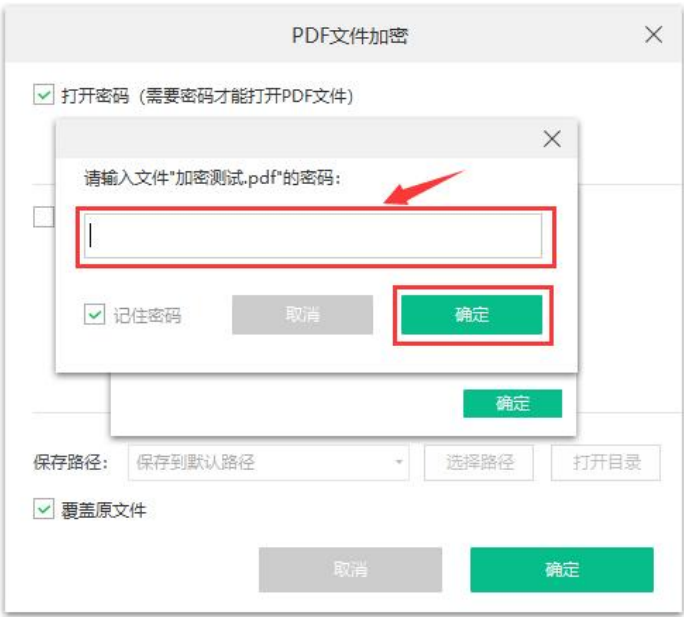 PDF文件加密
打开密码 (需要密码才能打开PDF文件)
请输入文件"加密测试.pdf"的密码:
记住密码
取消
确定
确定
保存路径:
保存到默认路径
选择路径
打开目录
覆盖原文件
取消
确定